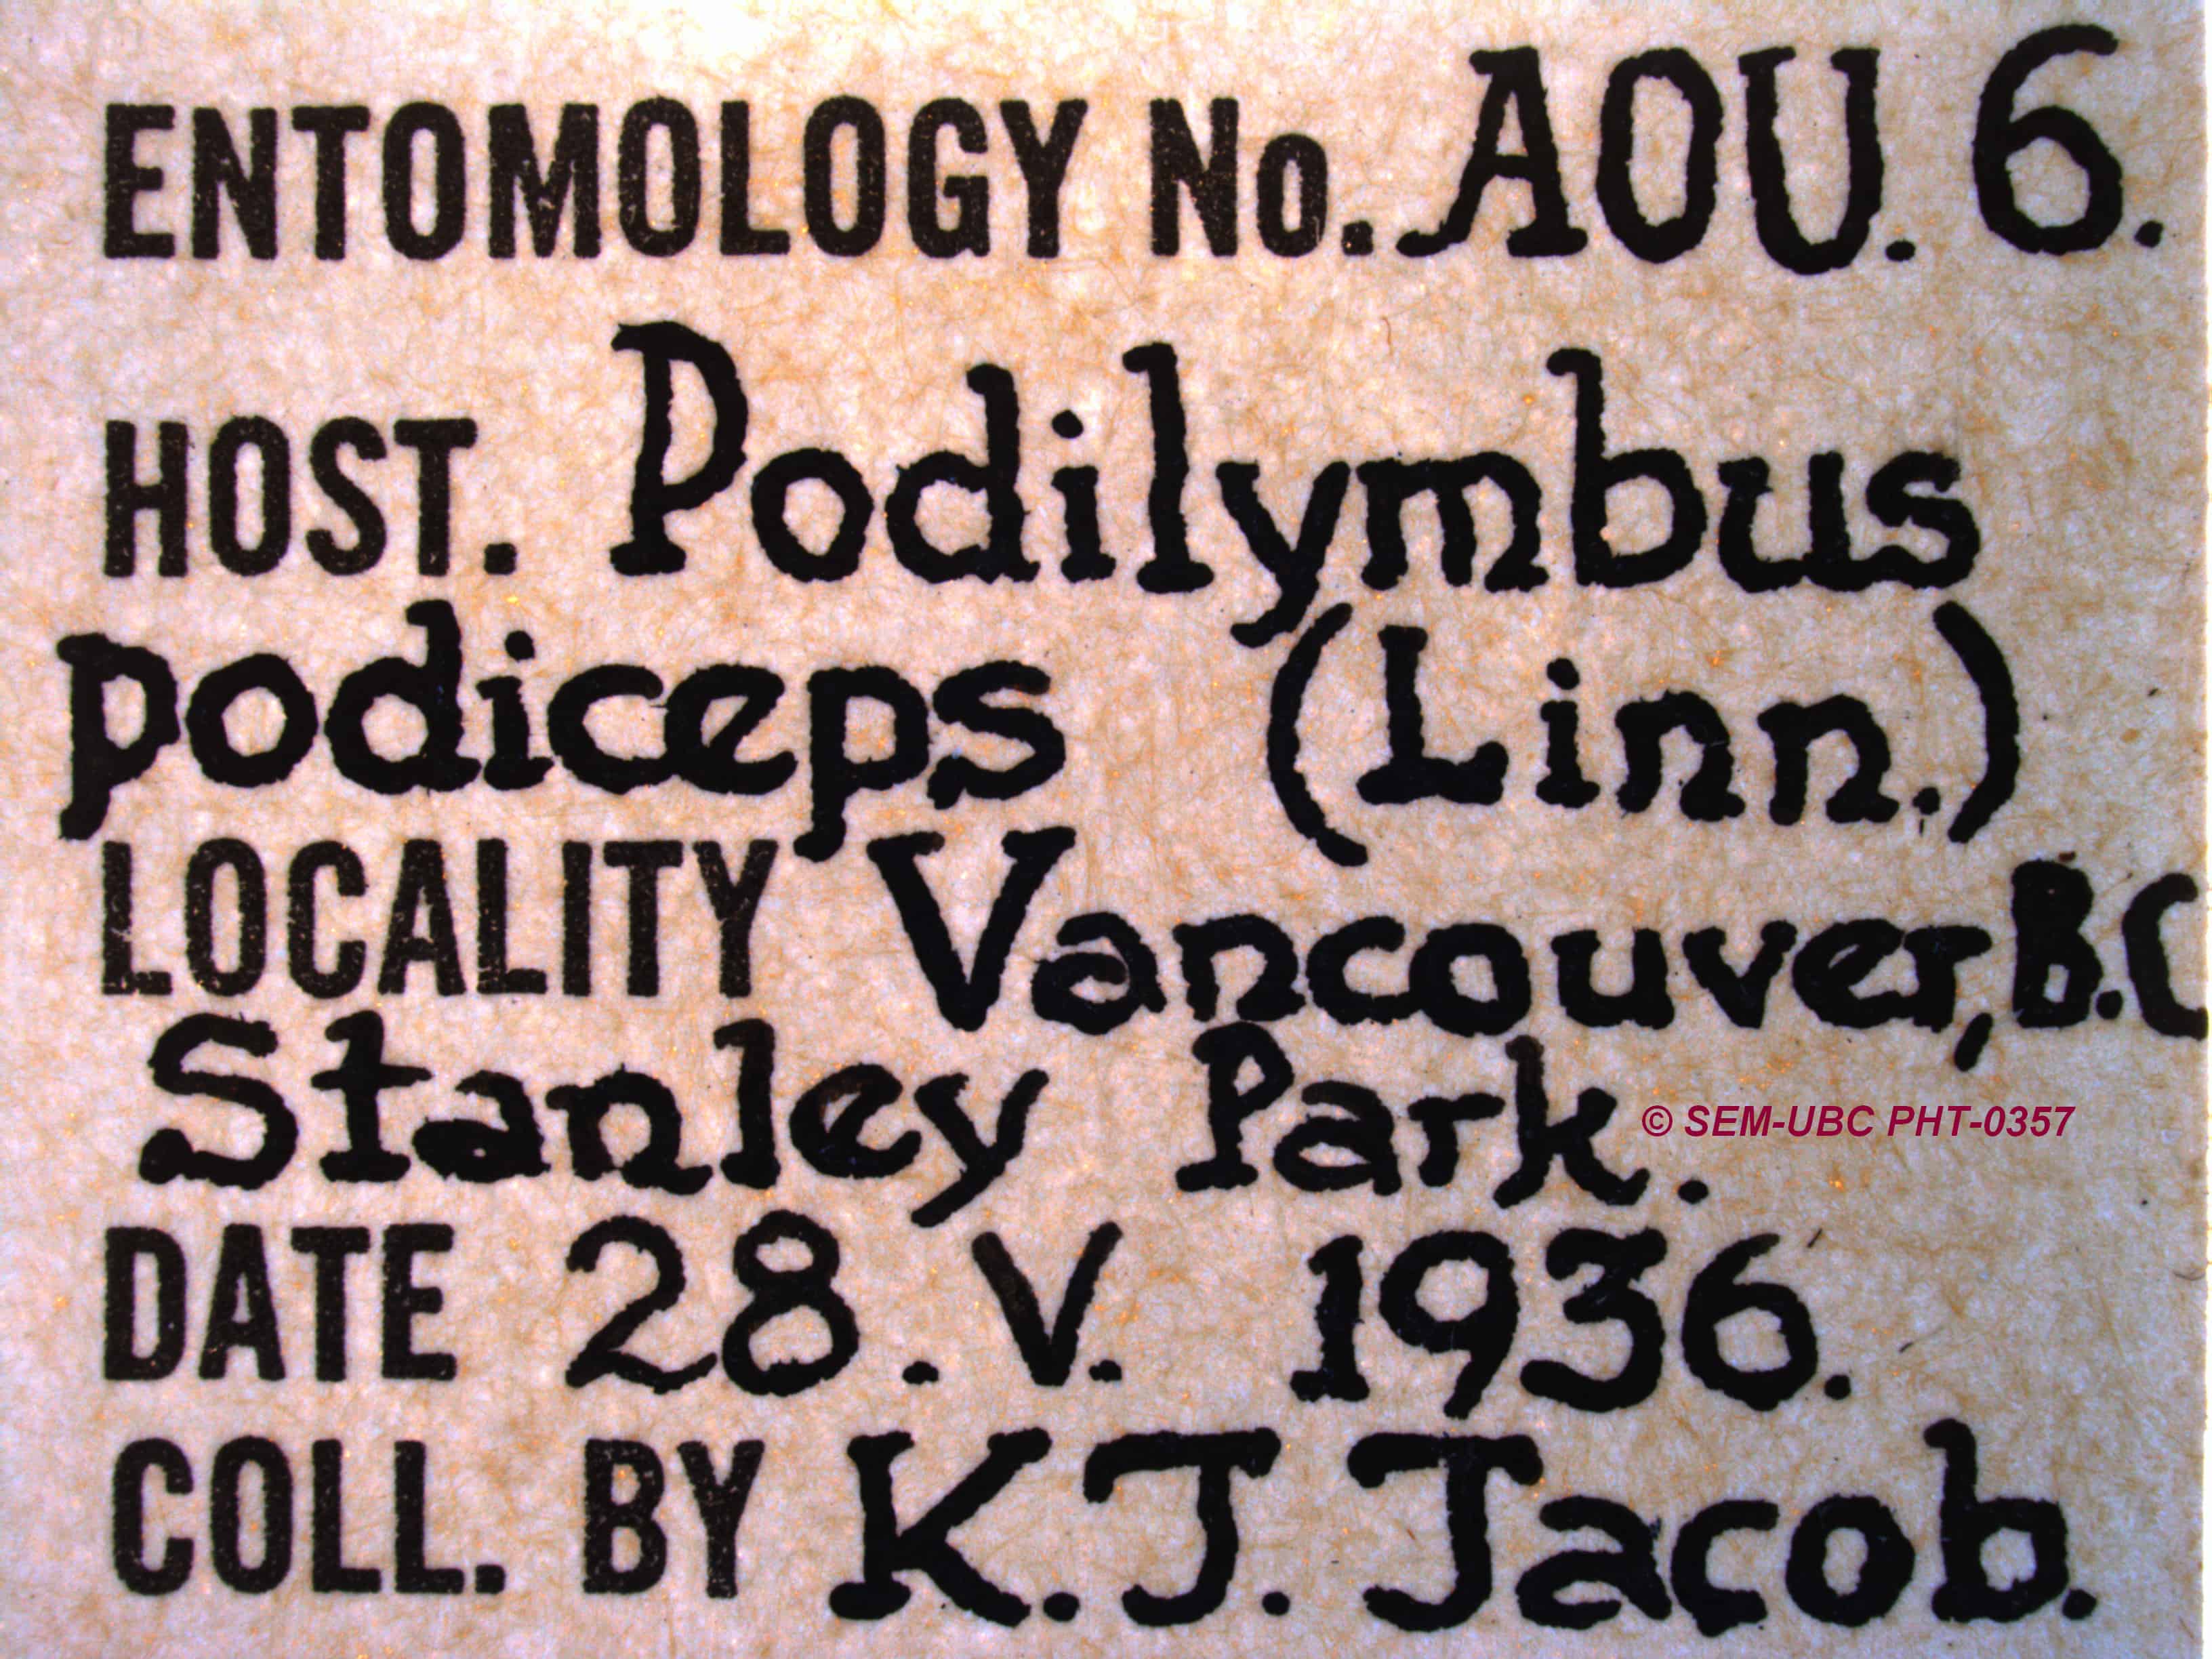 ENTOMOLOGY No. AOU. 6.
HOST. Podilymbus
podiceps (Linn.)
LOCALITY Vancouver, B.C
Stanley Park.
© SEM-UBC PHT-0357
DATE 28. V. 1936.
COLL. BY K. J. Jacob.